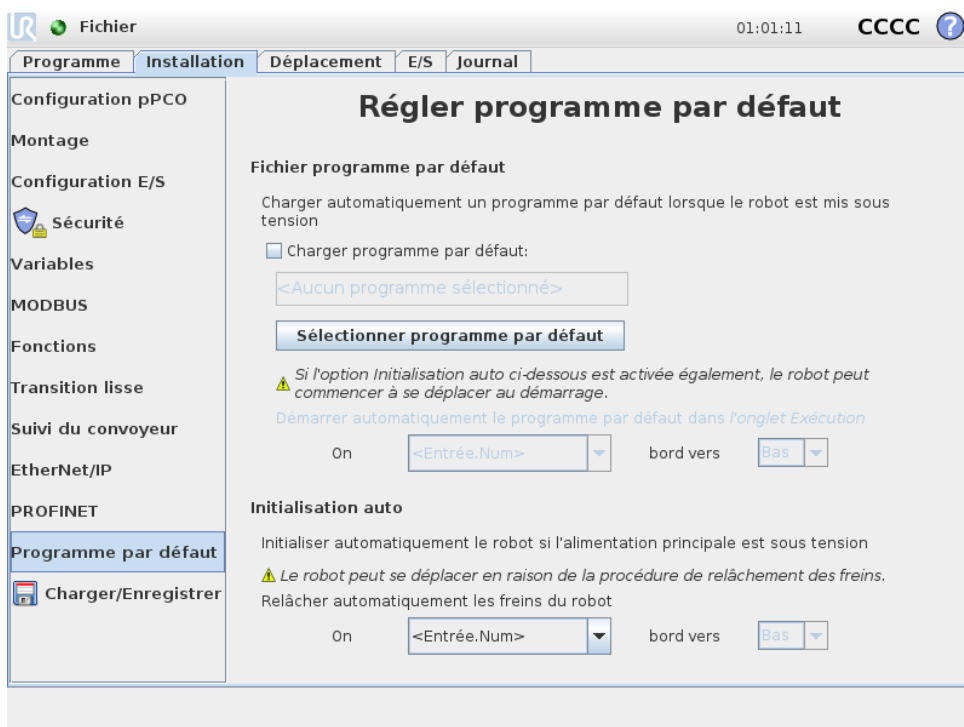 UR Fichier 01:01:11 CCCC ?
Programme Installation Déplacement E/S Journal
Configuration pPCO
Montage
Configuration E/S
Sécurité
Variables
MODBUS
Fonctions
Transition lisse
Suivi du convoyeur
EtherNet/IP
PROFINET
Programme par défaut
Charger/Enregistrer
Régler programme par défaut
Fichier programme par défaut
Charger automatiquement un programme par défaut lorsque le robot est mis sous
tension
Charger programme par défaut:
<Aucun programme sélectionné>
Sélectionner programme par défaut
Si l'option Initialisation auto ci-dessous est activée également, le robot peut
commencer à se déplacer au démarrage.
Démarrer automatiquement le programme par défaut dans l'onglet Exécution
On <Entrée.Num> bord vers Bas
Initialisation auto
Initialiser automatiquement le robot si l'alimentation principale est sous tension
Le robot peut se déplacer en raison de la procédure de relâchement des freins.
Relâcher automatiquement les freins du robot
On <Entrée.Num> bord vers Bas